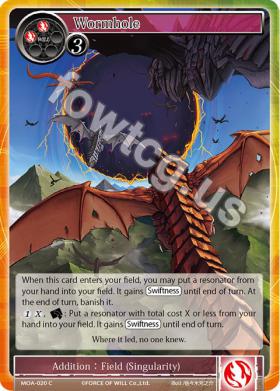 Wormhole
WILL
3
fowtcg.us
When this card enters your field, you may put a resonator from
your hand into your field. It gains Swiftness until end of turn. At
the end of turn, banish it.
1 X, : Put a resonator with total cost X or less from your
hand into your field. It gains Swiftness until end of turn.
Where it led, no one knew.
Addition : Field (Singularity)
MOA-020 C
©FORCE OF WILL Co.,Ltd.